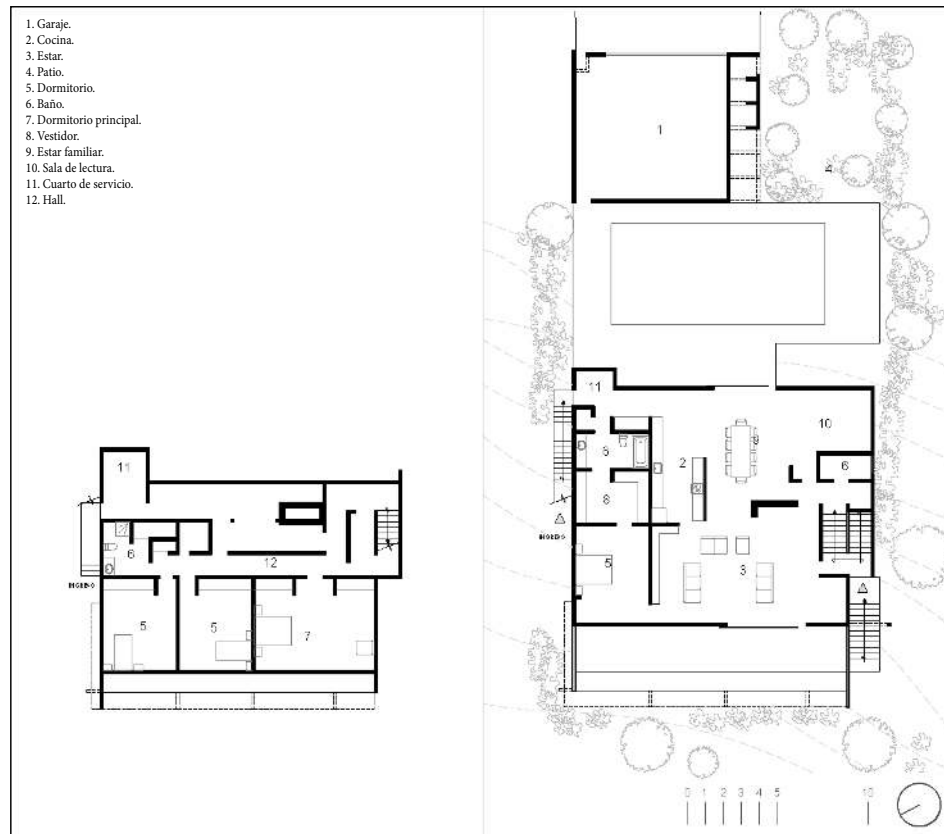 1. Garaje.
2. Cocina.
3. Estar.
4. Patio.
5. Dormitorio.
6. Baño.
7. Dormitorio principal.
8. Vestidor.
9. Estar familiar.
10. Sala de lectura.
11. Cuarto de servicio.
12. Hall.
1
11
10
6
9
2
6
8
INGRESO
5
3
11
6
12
INGRESO
5
5
7
0 1 2 3 4 5 10